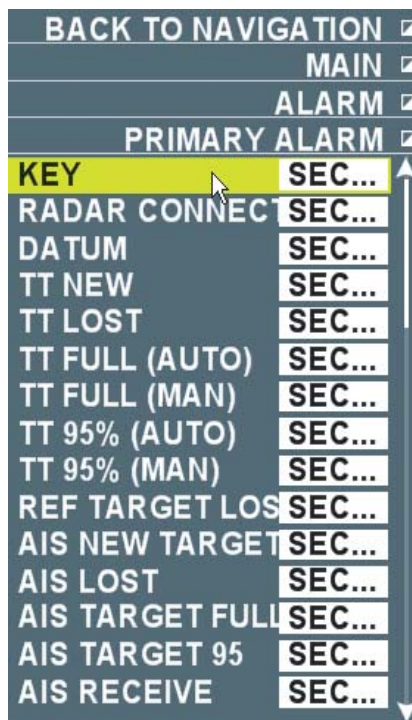 BACK TO NAVIGATION
MAIN
ALARM
PRIMARY ALARM
KEY SEC...
RADAR CONNECT SEC...
DATUM SEC...
TT NEW SEC...
TT LOST SEC...
TT FULL (AUTO) SEC...
TT FULL (MAN) SEC...
TT 95% (AUTO) SEC...
TT 95% (MAN) SEC...
REF TARGET LOS SEC...
AIS NEW TARGET SEC...
AIS LOST SEC...
AIS TARGET FULL SEC...
AIS TARGET 95 SEC...
AIS RECEIVE SEC...